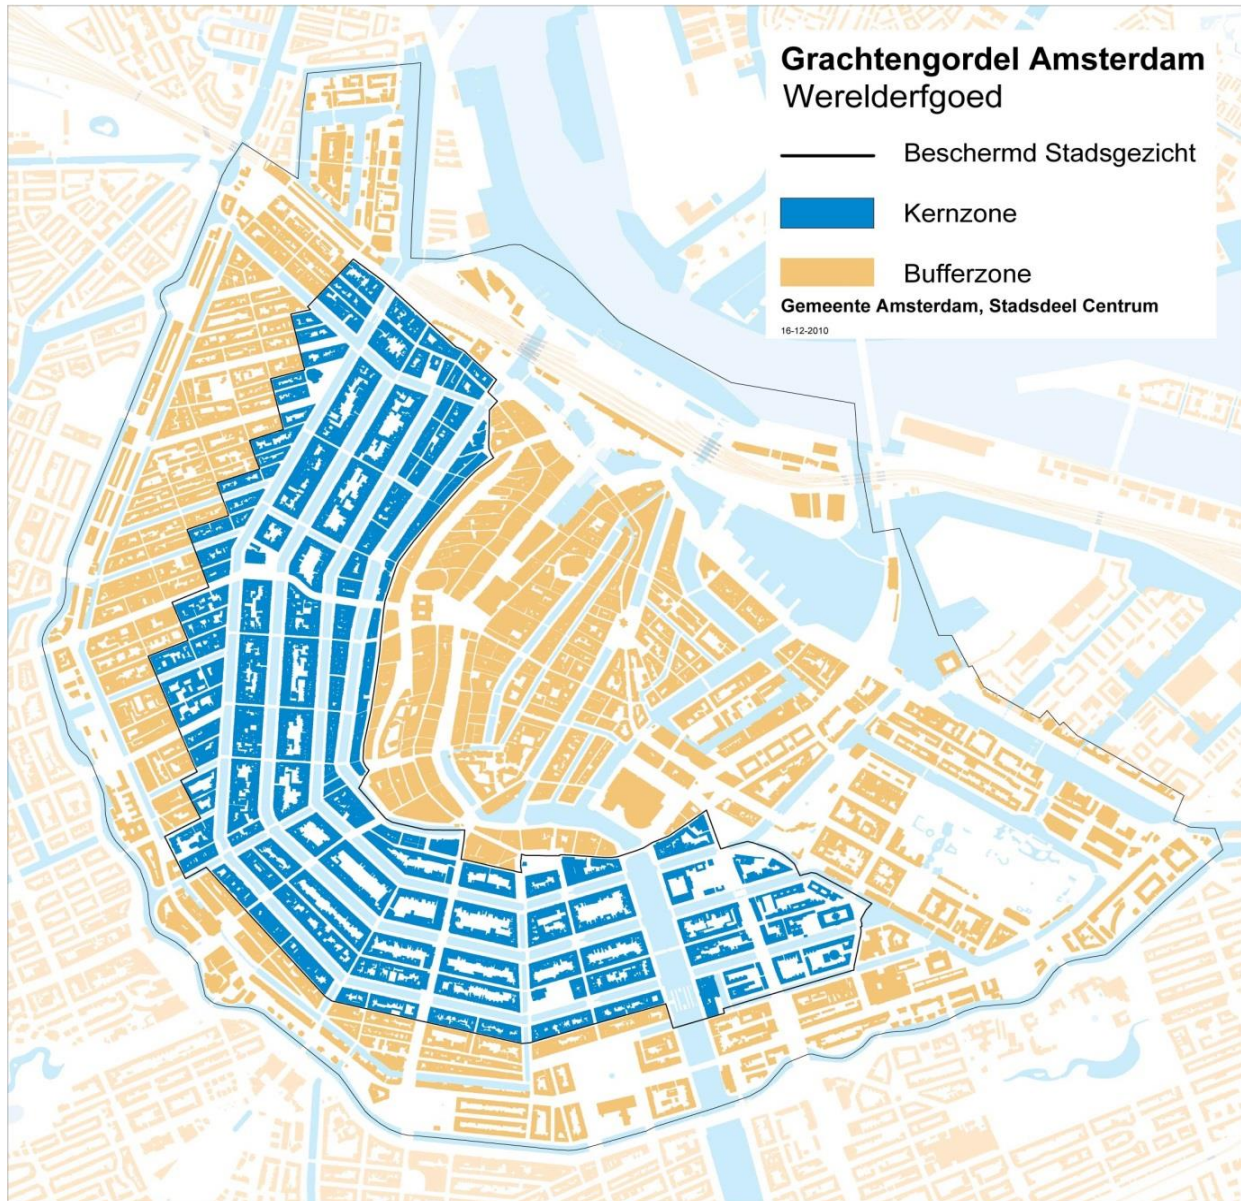 Grachtengordel Amsterdam
Werelderfgoed
Beschermd Stadsgezicht
Kernzone
Bufferzone
Gemeente Amsterdam, Stadsdeel Centrum
16-12-2010